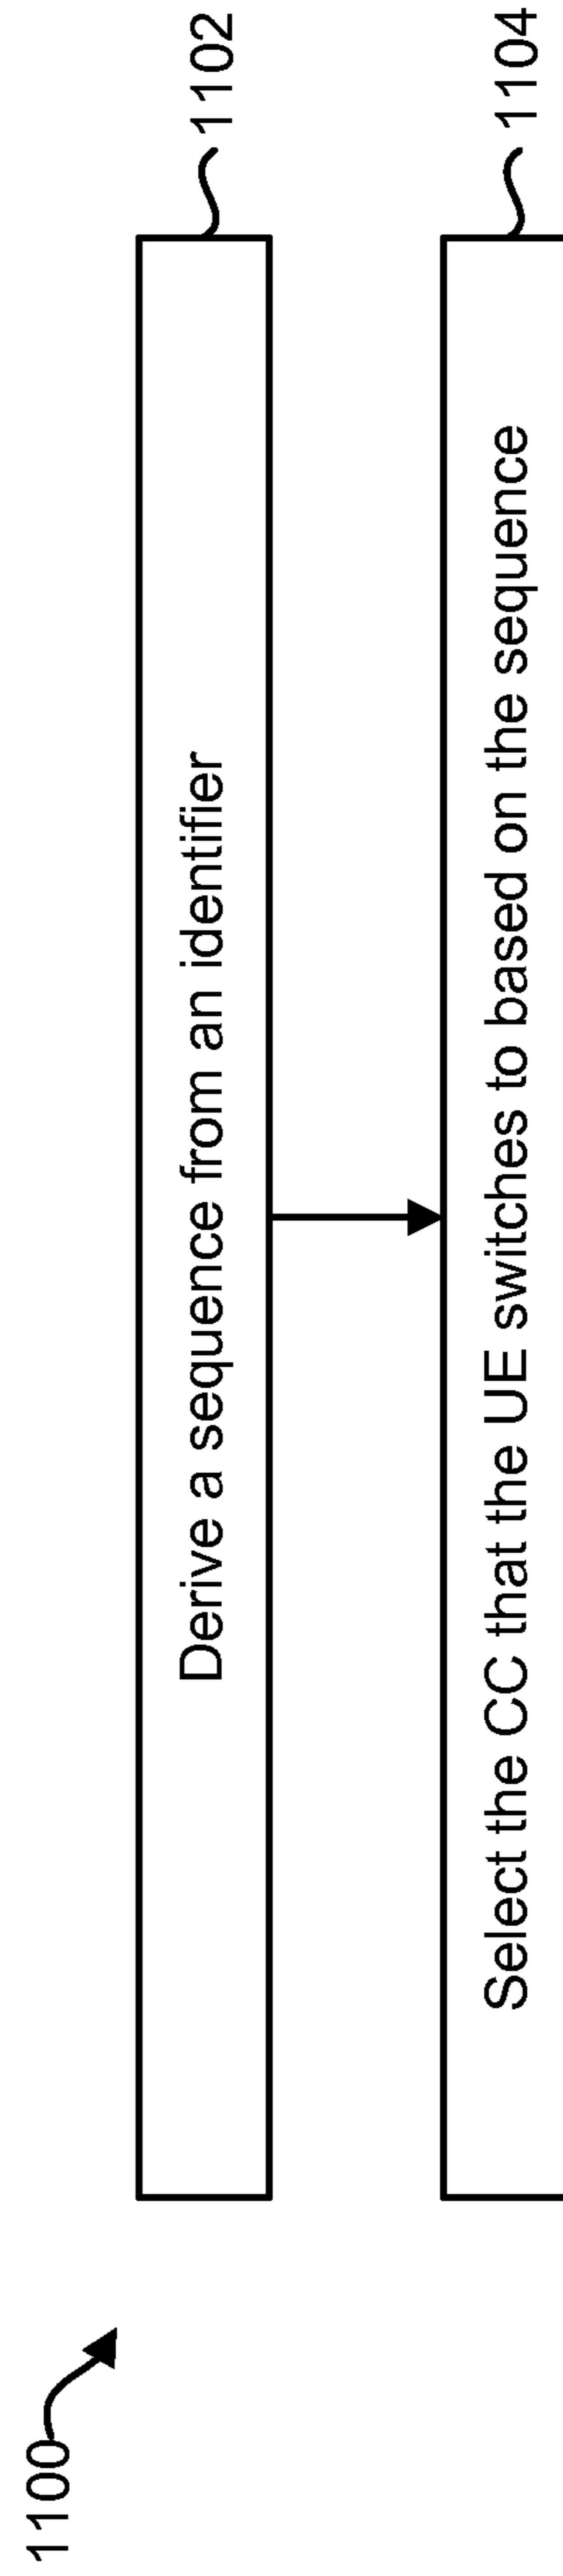 1100
Derive a sequence from an identifier
1102
Select the CC that the UE switches to based on the sequence
1104